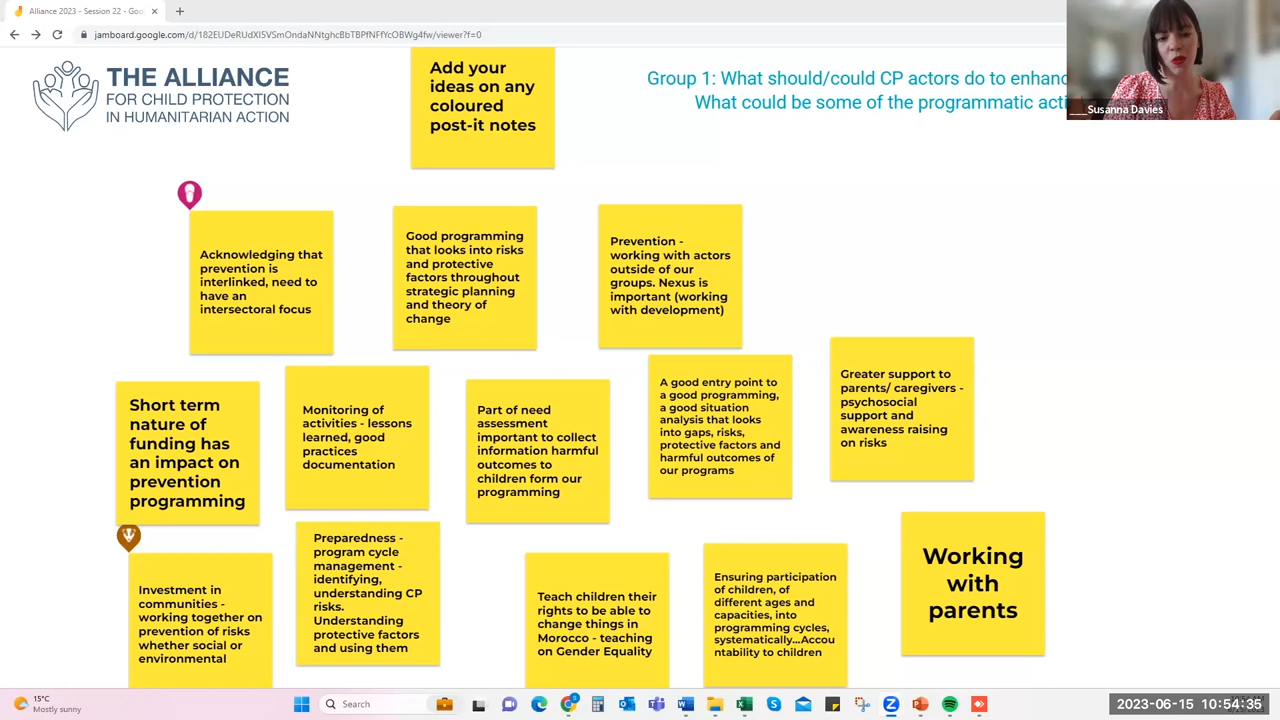 Alliance 2023 - Session 22 - Goo
jamboard.google.com/d/182EUDeRUdXI5VSmOndaNNtghcBbTBPfNFfYcOBWg4fw/viewer?f=0
THE ALLIANCE
FOR CHILD PROTECTION
IN HUMANITARIAN ACTION
Add your
ideas on any
coloured
post-it notes
Group 1: What should/could CP actors do to enhanc
What could be some of the programmatic acti
Susanna Davies
Acknowledging that
prevention is
interlinked, need to
have an
intersectoral focus
Good programming
that looks into risks
and protective
factors throughout
strategic planning
and theory of
change
Prevention -
working with actors
outside of our
groups. Nexus is
important (working
with development)
Short term
nature of
funding has
an impact on
prevention
programming
Monitoring of
activities - lessons
learned, good
practices
documentation
Part of need
assessment
important to collect
information harmful
outcomes to
children form our
programming
A good entry point to
a good programming,
a good situation
analysis that looks
into gaps, risks,
protective factors and
harmful outcomes of
our programs
Greater support to
parents/ caregivers -
psychosocial
support and
awareness raising
on risks
Investment in
communities -
working together on
prevention of risks
whether social or
environmental
Preparedness -
program cycle
management -
identifying,
understanding CP
risks.
Understanding
protective factors
and using them
Teach children their
rights to be able to
change things in
Morocco - teaching
on Gender Equality
Ensuring participation
of children, of
different ages and
capacities, into
programming cycles,
systematically...Accou
ntability to children
Working
with
parents
15°C
Mostly sunny
Search
2023-06-15 10:54:35